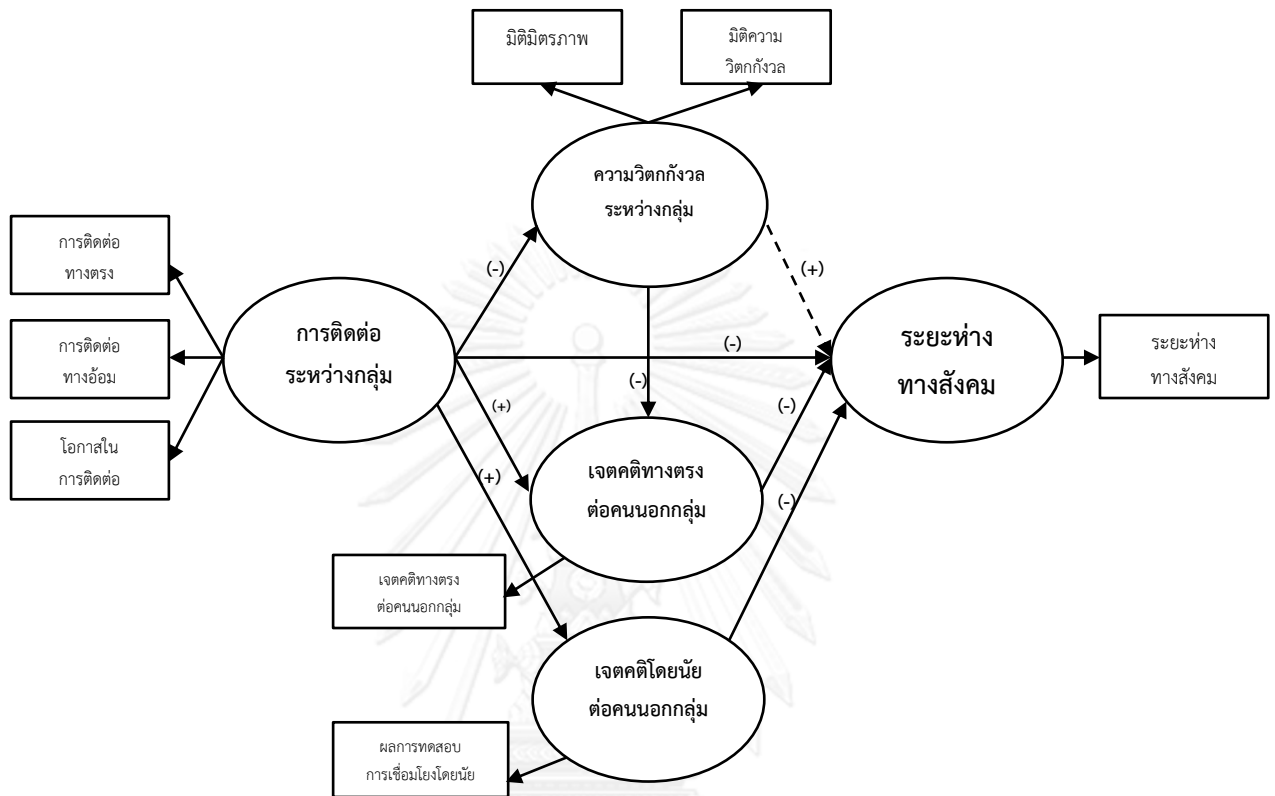 มิติมิตรภาพ
มิติความ
วิตกกังวล
ความวิตกกังวล
ระหว่างกลุ่ม
การติดต่อ
ทางตรง
(-)
(+)
การติดต่อ
ระหว่างกลุ่ม
การติดต่อ
ทางอ้อม
(-)
ระยะห่าง
ทางสังคม
ระยะห่าง
ทางสังคม
(-)
(+)
(-)
โอกาสใน
การติดต่อ
(+)
เจตคติทางตรง
ต่อคนนอกกลุ่ม
(-)
เจตคติทางตรง
ต่อคนนอกกลุ่ม
เจตคติโดยนัย
ต่อคนนอกกลุ่ม
ผลการทดสอบ
การเชื่อมโยงโดยนัย